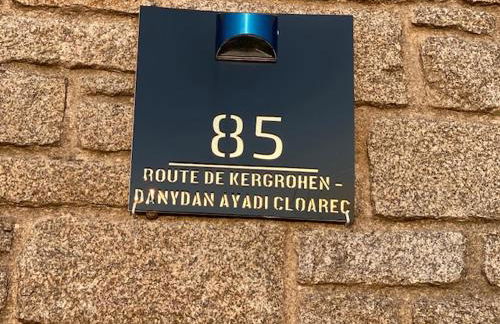 85
ROUTE DE KERGROHEN -
DANYDAN AYADI CLOAREC